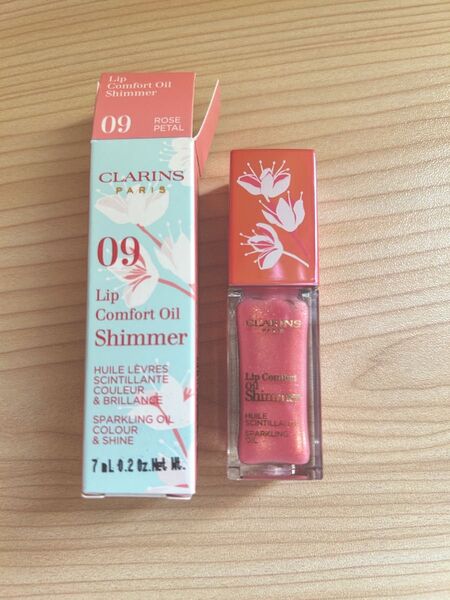 Lip
Comfort Oil
Shimmer
09
ROSE
PETAL
CLARINS
PARIS
09
Lip
Comfort Oil
Shimmer
HUILE LÈVRES
SCINTILLANTE
COULEUR
& BRILLANCE
SPARKLING OIL
COLOUR
& SHINE
7 mL 0.2 Oz.Net Wt.
CLARINS
PARIS
Lip Comfort
Oil
Shimmer
HUILE
SCINTILLANTE
SPARKLING
OIL